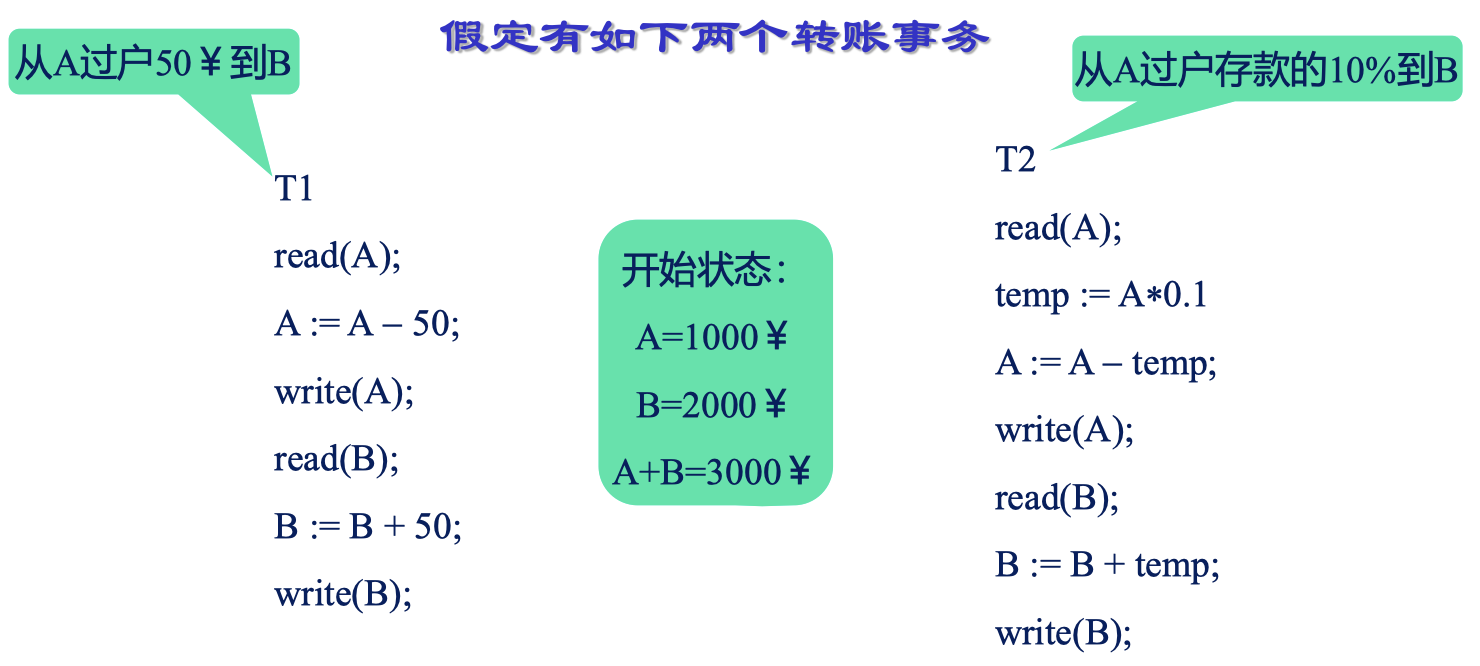 假定有如下两个转账事务
从A过户50￥到B
从A过户存款的10%到B
T1
read(A);
A := A – 50;
write(A);
read(B);
B := B + 50;
write(B);
开始状态：
A=1000￥
B=2000￥
A+B=3000￥
T2
read(A);
temp := A*0.1
A := A – temp;
write(A);
read(B);
B := B + temp;
write(B);